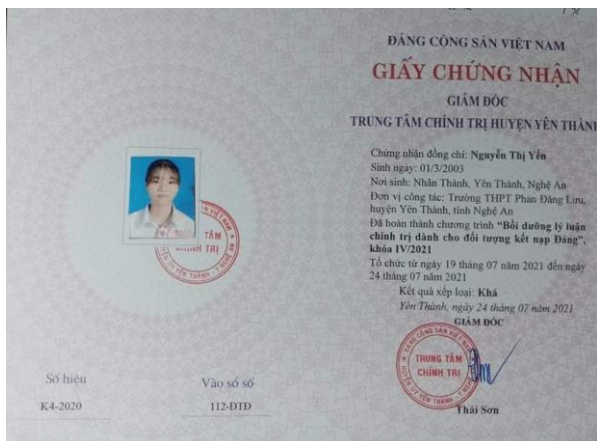 ĐẢNG CỘNG SẢN VIỆT NAM
GIẤY CHỨNG NHẬN
GIÁM ĐỐC
TRUNG TÂM CHÍNH TRỊ HUYỆN YÊN THÀNH
Chứng nhận đồng chí: Nguyễn Thị Yến
Sinh ngày: 01/3/2003
Nơi sinh: Nhân Thành, Yên Thành, Nghệ An
Đơn vị công tác: Trường THPT Phan Đăng Lưu,
huyện Yên Thành, tỉnh Nghệ An
Đã hoàn thành chương trình “Bồi dưỡng lý luận
chính trị dành cho đối tượng kết nạp Đảng”,
khóa IV/2021
Tổ chức từ ngày 19 tháng 07 năm 2021 đến ngày
24 tháng 07 năm 2021
Kết quả xếp loại: Khá
Yên Thành, ngày 24 tháng 07 năm 2021
GIÁM ĐỐC
TRUNG TÂM
CHÍNH TRỊ
Thái Sơn
TÂM
TRỊ
Số hiệu
K4-2020
Vào sổ số
112-ĐTD